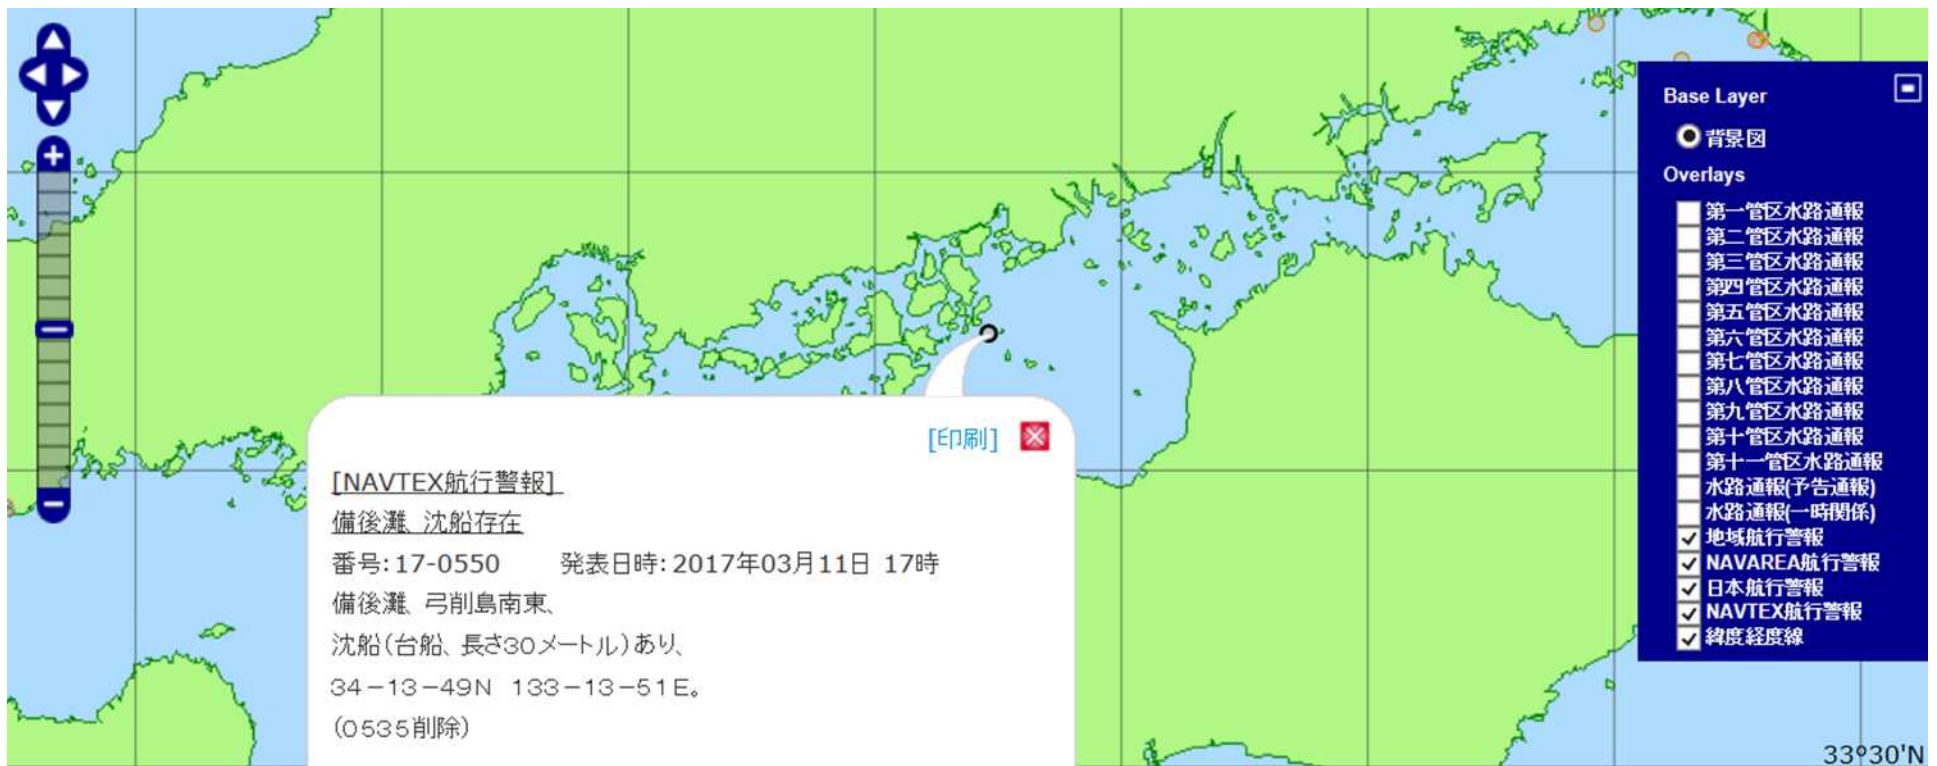 Base Layer
背景図
Overlays
第一管区水路通報
第二管区水路通報
第三管区水路通報
第四管区水路通報
第五管区水路通報
第六管区水路通報
第七管区水路通報
第八管区水路通報
第九管区水路通報
第十管区水路通報
第十一管区水路通報
水路通報(予告通報)
水路通報(一時関係)
地域航行警報
NAVAREA航行警報
日本航行警報
NAVTEX航行警報
緯度経度線
[印刷]
[NAVTEX航行警報]
備後灘、沈船存在
番号:17-0550 発表日時:2017年03月11日 17時
備後灘、弓削島南東、
沈船(台船、長さ30メートル)あり、
34-13-49N 133-13-51E。
(0535削除)
33°30'N